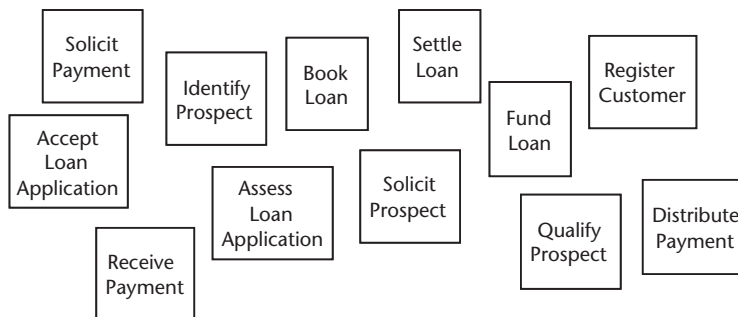 Solicit
Payment
Identify
Prospect
Book
Loan
Settle
Loan
Register
Customer
Accept
Loan
Application
Fund
Loan
Assess
Loan
Application
Solicit
Prospect
Qualify
Prospect
Distribute
Payment
Receive
Payment